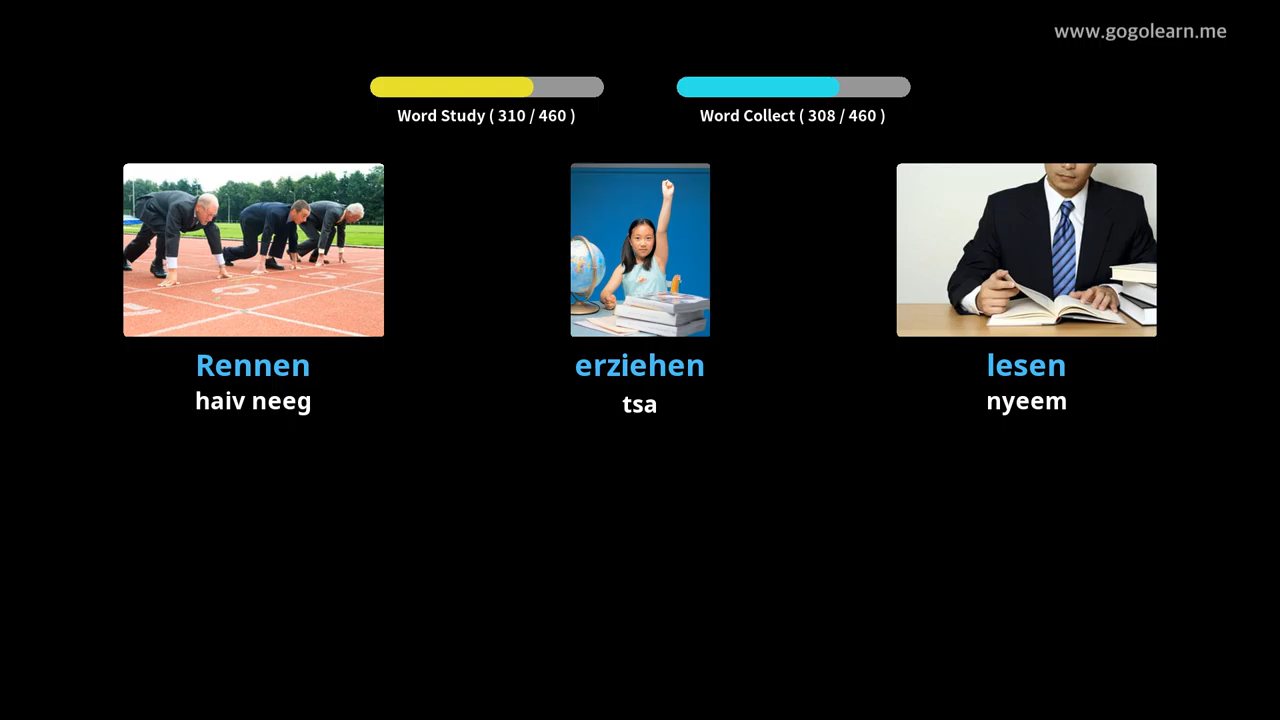 www.gogolearn.me
Word Study ( 310 / 460 )
Word Collect ( 308 / 460 )
Rennen
haiv neeg
erziehen
tsa
lesen
nyeem